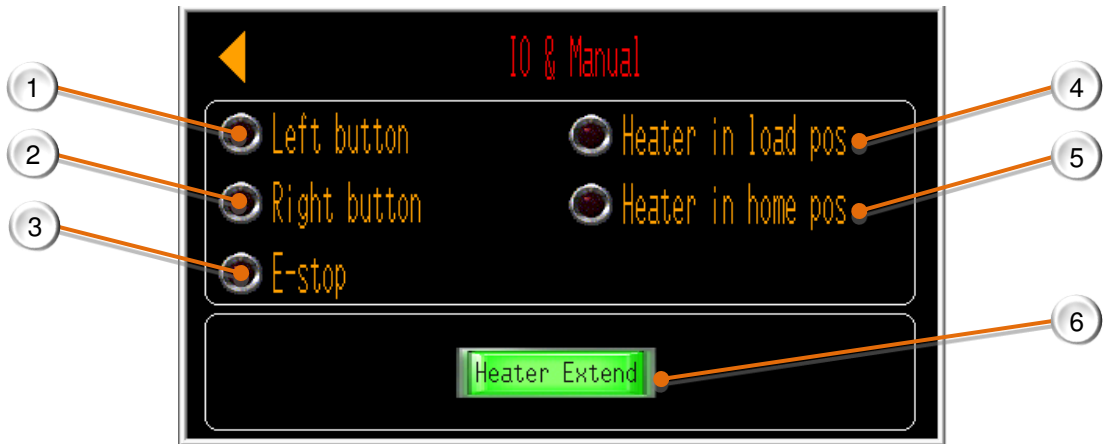 IO & Manual
1
Left button
2
Right button
3
E-stop
Heater in load pos
4
Heater in home pos
5
Heater Extend
6